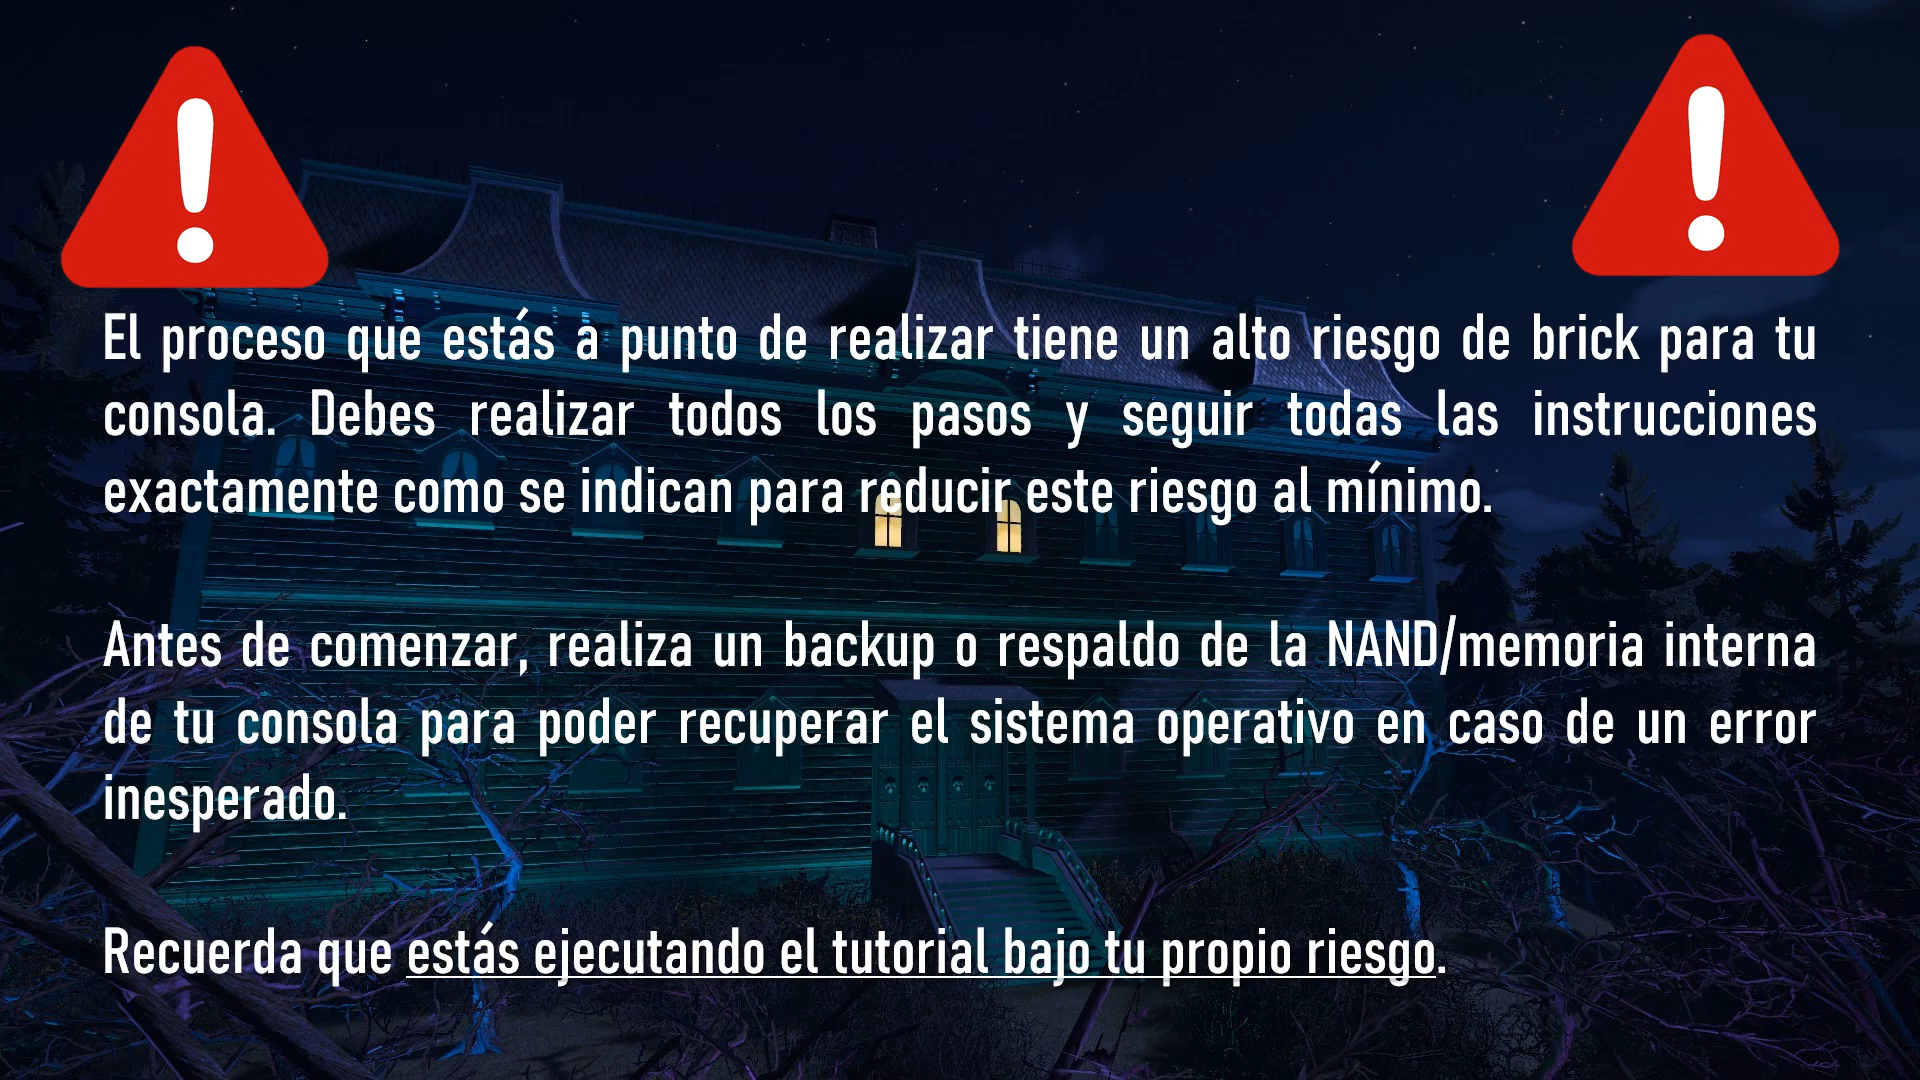 El proceso que estás a punto de realizar tiene un alto riesgo de brick para tu
consola. Debes realizar todos los pasos y seguir todas las instrucciones
exactamente como se indican para reducir este riesgo al mínimo.
Antes de comenzar, realiza un backup o respaldo de la NAND/memoria interna
de tu consola para poder recuperar el sistema operativo en caso de un error
inesperado.
Recuerda que estás ejecutando el tutorial bajo tu propio riesgo.